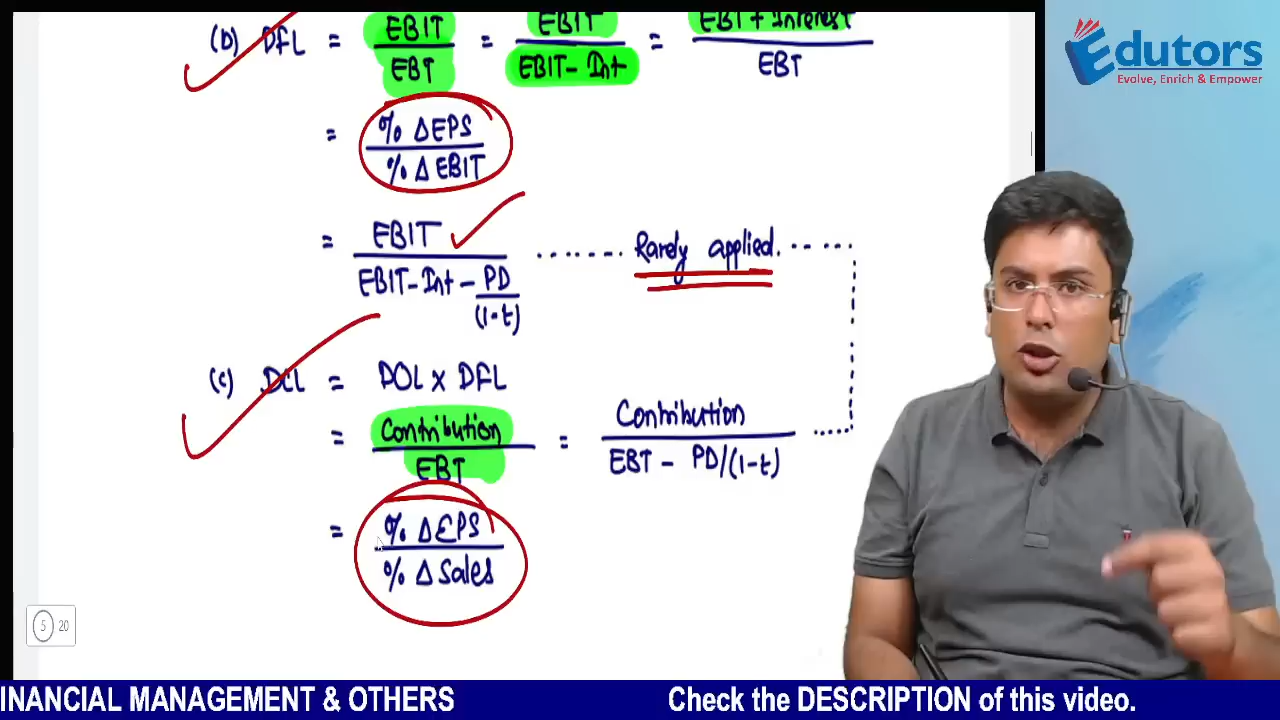 (b) DFL = EBIT / EBT = EBIT / EBIT - Int = EBT + Interest / EBT
= % Δ EPS / % Δ EBIT
= EBIT / EBIT - Int - PD/(1-t) ...... Rarely applied. ......
(c) DCL = DOL x DFL
= Contribution / EBT = Contribution / EBT - PD/(1-t) ......
= % Δ EPS / % Δ Sales
5 20
Edutors
Evolve, Enrich & Empower
INANCIAL MANAGEMENT & OTHERS
Check the DESCRIPTION of this video.